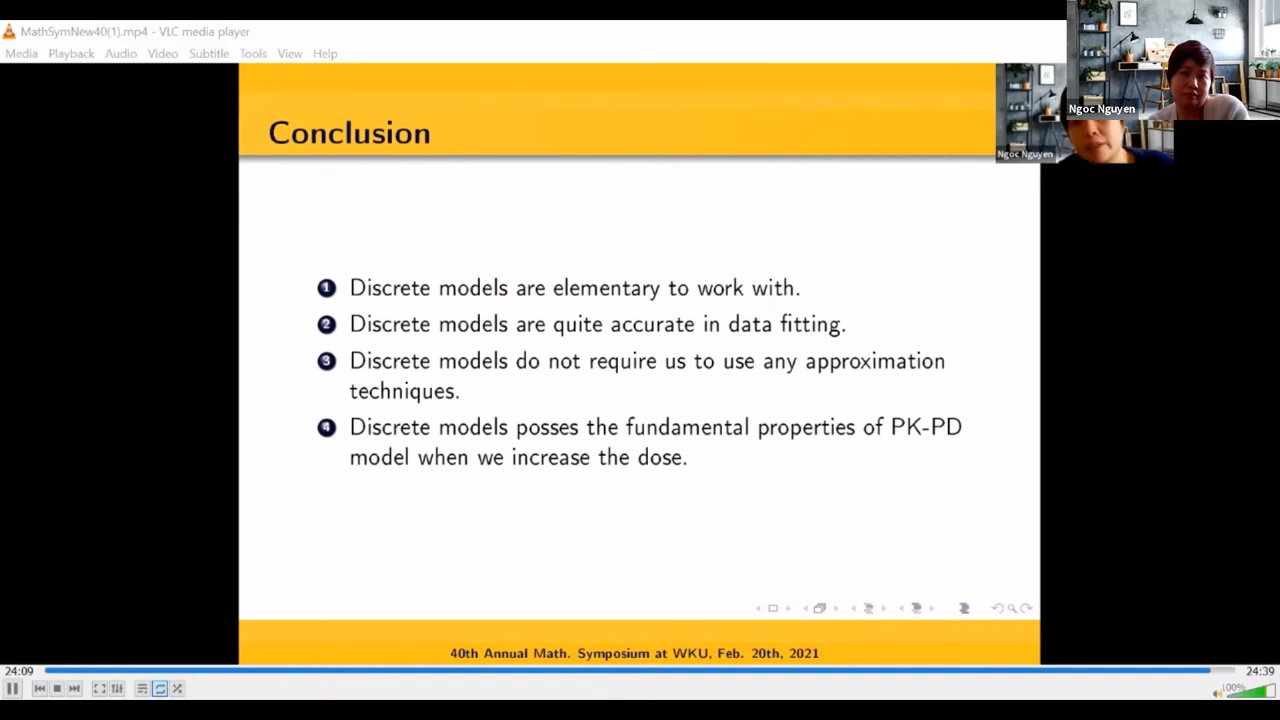 MathSymNew40(1).mp4 - VLC media player
Media Playback Audio Video Subtitle Tools View Help
Ngoc Nguyen
Ngoc Nguyen
Conclusion
1 Discrete models are elementary to work with.
2 Discrete models are quite accurate in data fitting.
3 Discrete models do not require us to use any approximation
techniques.
4 Discrete models posses the fundamental properties of PK-PD
model when we increase the dose.
40th Annual Math. Symposium at WKU, Feb. 20th, 2021
24:09
24:39
100%